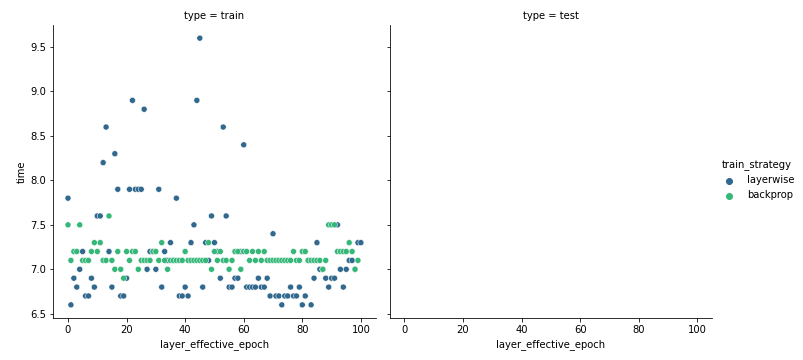 type = train
type = test
9.5
9.0
8.5
8.0
7.5
7.0
6.5
time
0 20 40 60 80 100
layer_effective_epoch
0 20 40 60 80 100
layer_effective_epoch
train_strategy
layerwise
backprop